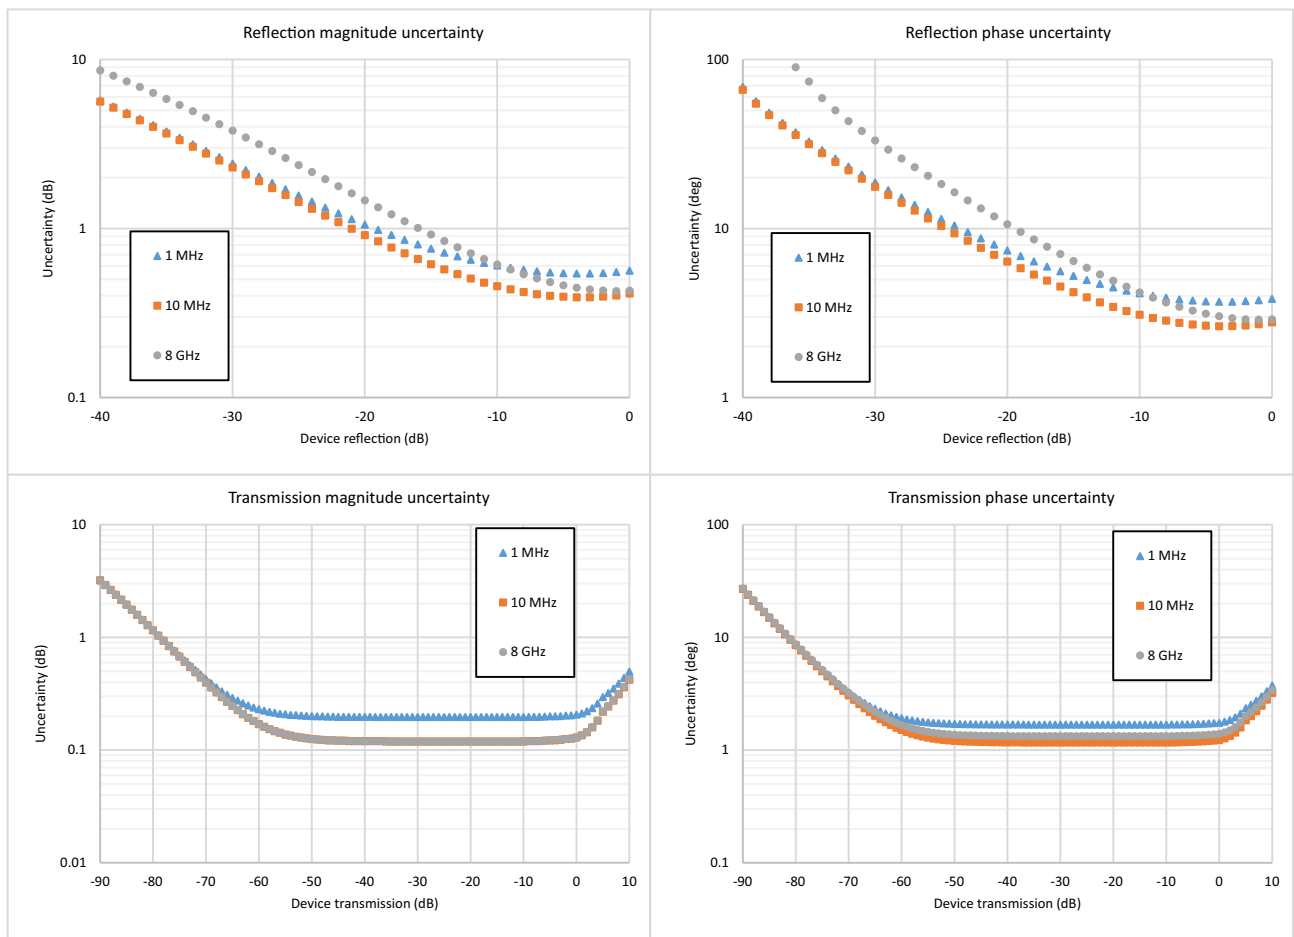 Reflection magnitude uncertainty
10
1
0.1
Uncertainty (dB)
1 MHz
10 MHz
8 GHz
-40 -30 -20 -10 0
Device reflection (dB)
Reflection phase uncertainty
100
10
1
Uncertainty (deg)
1 MHz
10 MHz
8 GHz
-40 -30 -20 -10 0
Device reflection (dB)
Transmission magnitude uncertainty
10
1
0.1
0.01
Uncertainty (dB)
1 MHz
10 MHz
8 GHz
-90 -80 -70 -60 -50 -40 -30 -20 -10 0 10
Device transmission (dB)
Transmission phase uncertainty
100
10
1
0.1
Uncertainty (deg)
1 MHz
10 MHz
8 GHz
-90 -80 -70 -60 -50 -40 -30 -20 -10 0 10
Device transmission (dB)